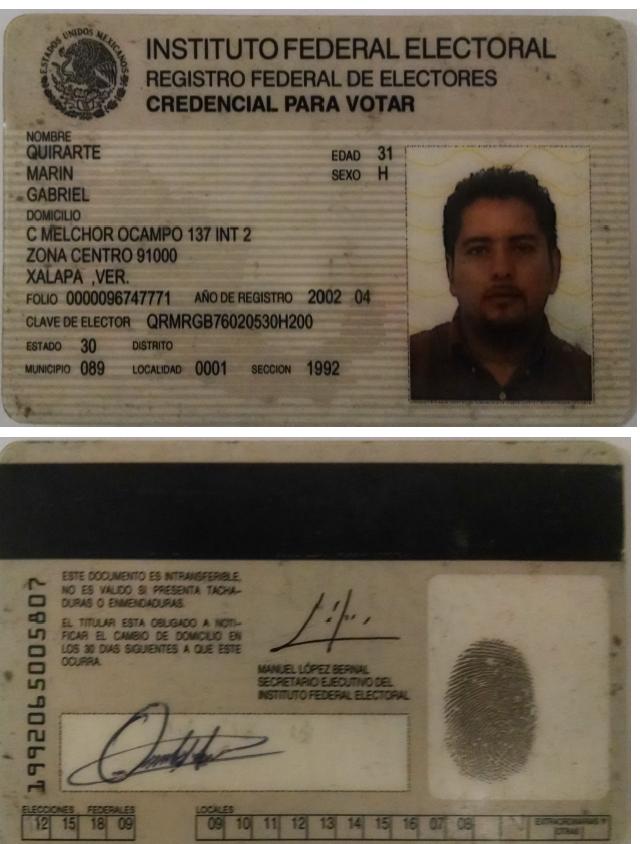 ESTADOS UNIDOS MEXICANOS
INSTITUTO FEDERAL ELECTORAL
REGISTRO FEDERAL DE ELECTORES
CREDENCIAL PARA VOTAR
NOMBRE
QUIRARTE
EDAD 31
MARIN
SEXO H
GABRIEL
DOMICILIO
C MELCHOR OCAMPO 137 INT 2
ZONA CENTRO 91000
XALAPA ,VER.
FOLIO 0000096747771 AÑO DE REGISTRO 2002 04
CLAVE DE ELECTOR QRMRGB76020530H200
ESTADO 30 DISTRITO
MUNICIPIO 089 LOCALIDAD 0001 SECCION 1992
ESTE DOCUMENTO ES INTRANSFERIBLE,
NO ES VALIDO SI PRESENTA TACHA-
DURAS O ENMENDADURAS.
EL TITULAR ESTA OBLIGADO A NOTI-
FICAR EL CAMBIO DE DOMICILIO EN
LOS 30 DIAS SIGUIENTES A QUE ESTE
OCURRA.
MANUEL LÓPEZ BERNAL
SECRETARIO EJECUTIVO DEL
INSTITUTO FEDERAL ELECTORAL
1992065005807
ELECCIONES FEDERALES LOCALES
12 15 18 09 09 10 11 12 13 14 15 16 07 08 EXTRAORDINARIAS Y
OTRAS